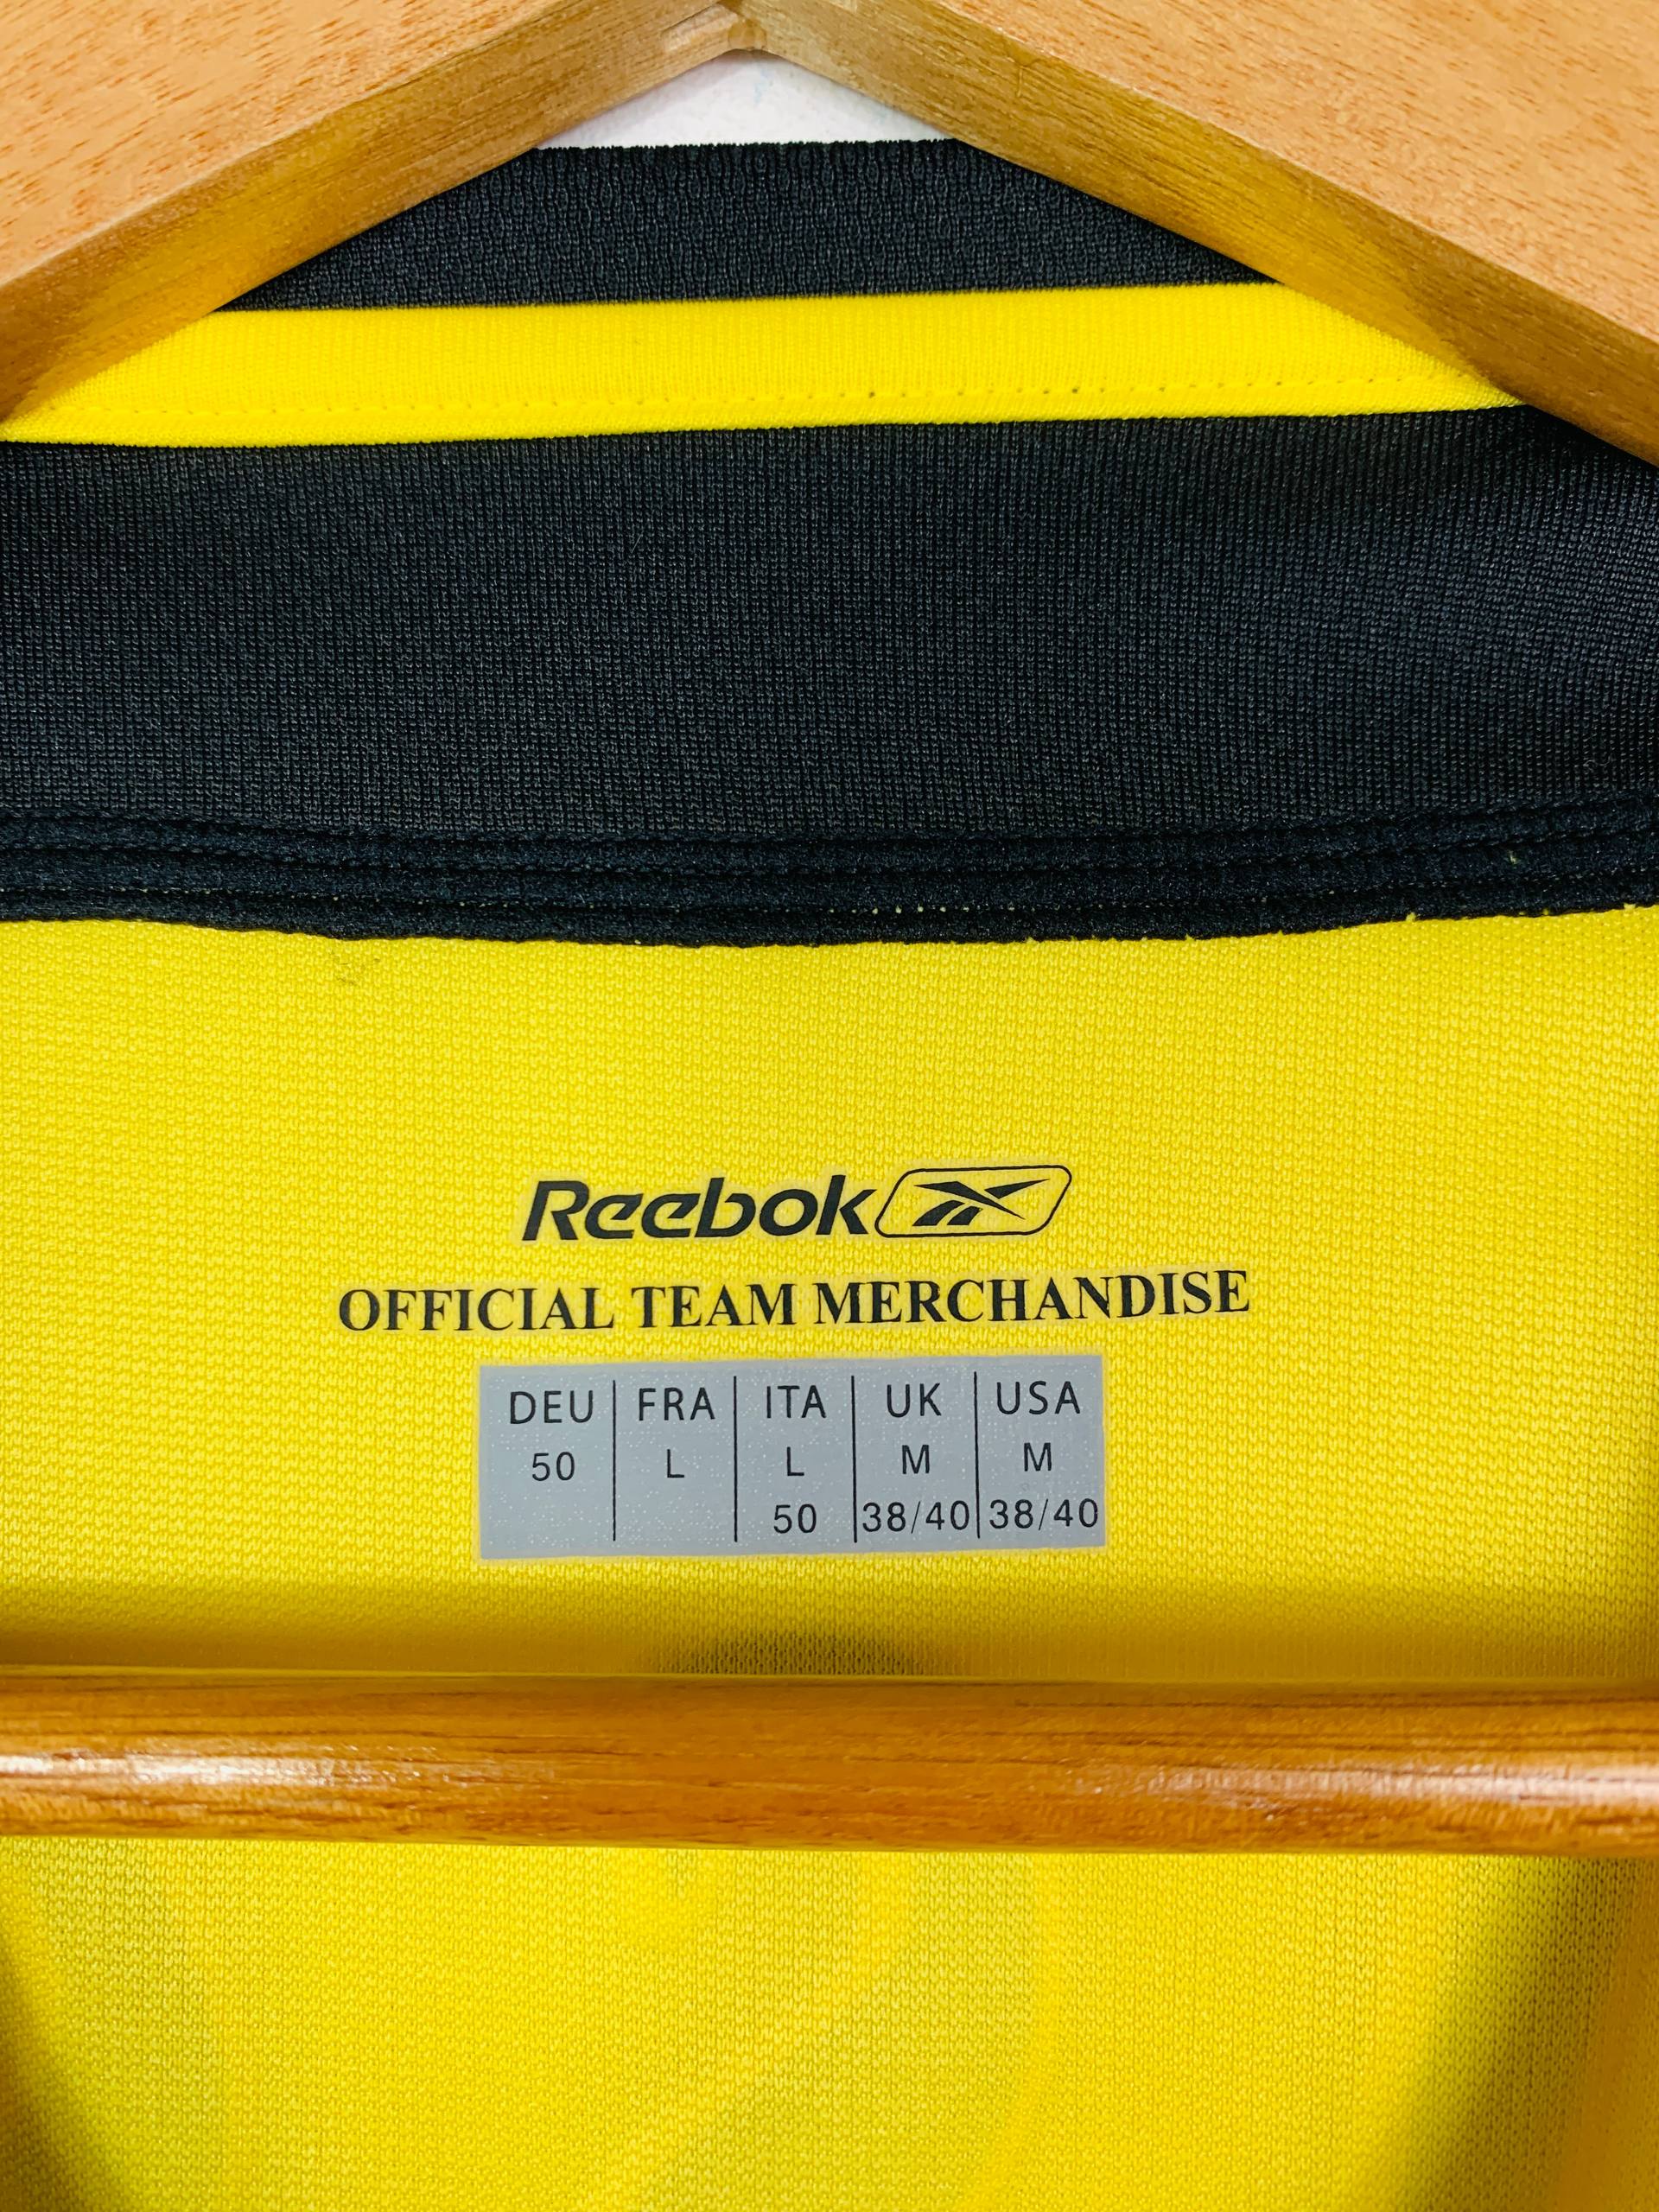 Reebok
OFFICIAL TEAM MERCHANDISE
DEU FRA ITA UK USA
50 L L M M
50 38/40 38/40